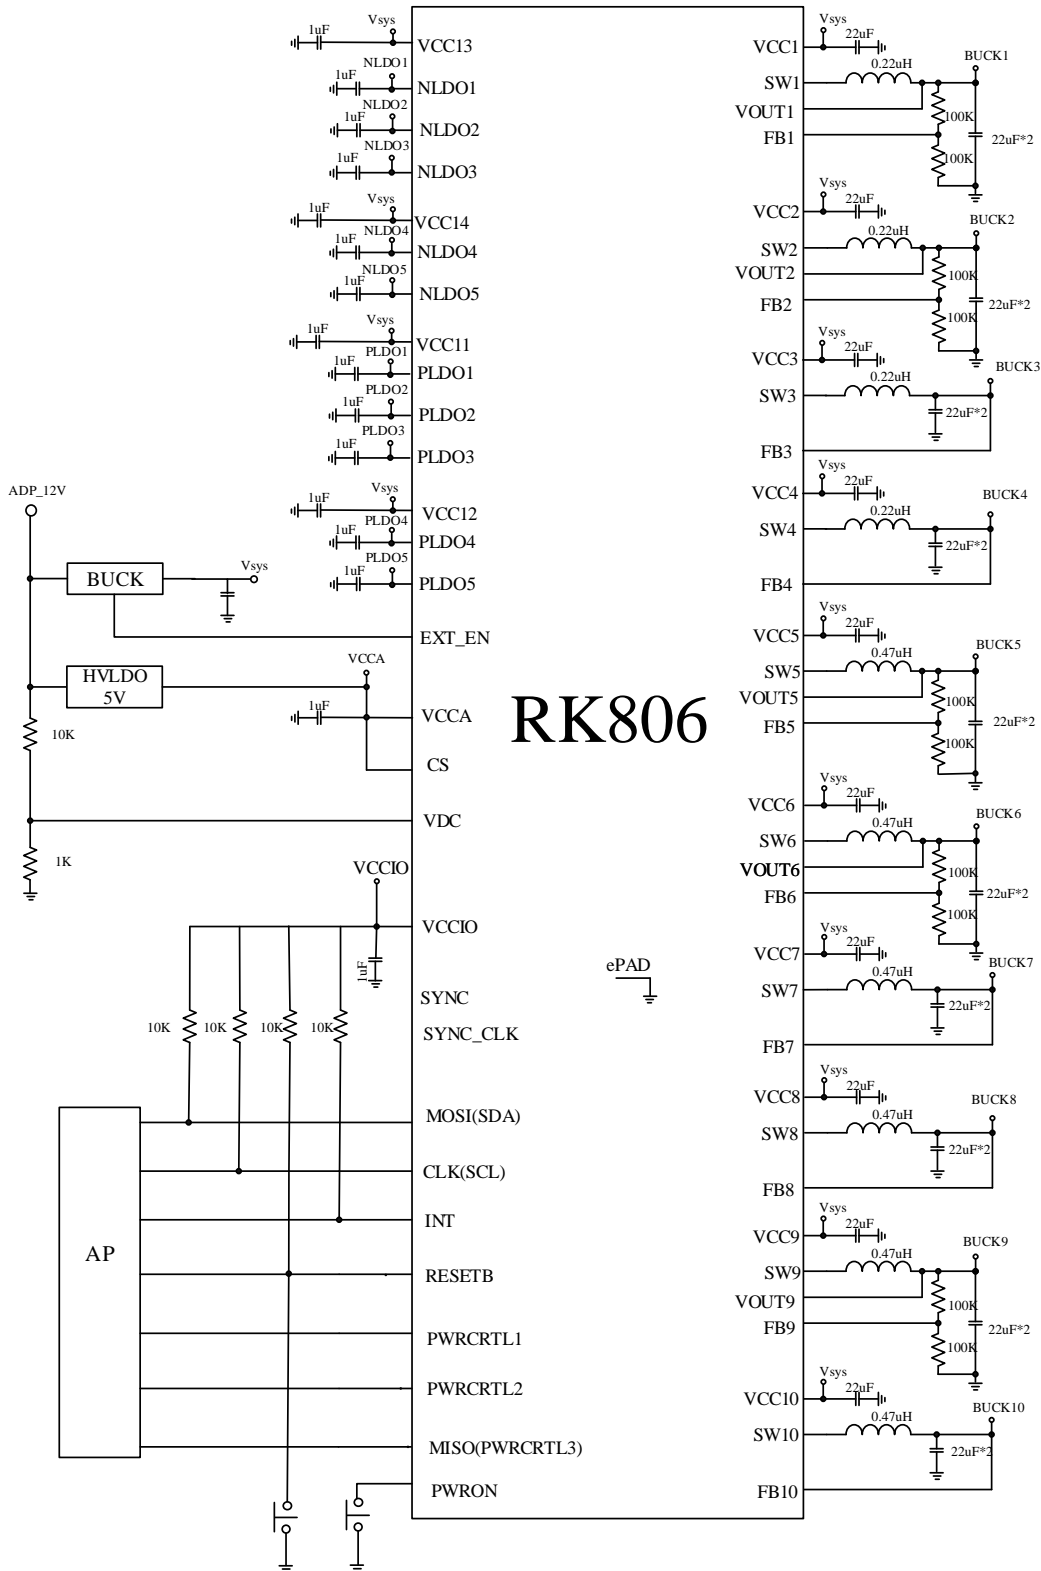 1uF
Vsys
VCC13
1uF
NLDO1
NLDO1
1uF
NLDO2
NLDO2
1uF
NLDO3
NLDO3
1uF
Vsys
VCC14
1uF
NLDO4
NLDO4
1uF
NLDO5
NLDO5
1uF
Vsys
VCC11
1uF
PLDO1
PLDO1
1uF
PLDO2
PLDO2
1uF
PLDO3
PLDO3
1uF
Vsys
VCC12
1uF
PLDO4
PLDO4
1uF
PLDO5
PLDO5
ADP_12V
BUCK
Vsys
EXT_EN
HVLDO
5V
VCCA
1uF
VCCA
CS
10K
VDC
1K
VCCIO
VCCIO
1uF
SYNC
SYNC_CLK
10K
10K
10K
10K
AP
MOSI(SDA)
CLK(SCL)
INT
RESETB
PWRCRTL1
PWRCRTL2
MISO(PWRCRTL3)
PWRON
RK806
ePAD
Vsys
VCC1
22uF
0.22uH
BUCK1
SW1
VOUT1
100K
FB1
22uF*2
100K
Vsys
VCC2
22uF
0.22uH
BUCK2
SW2
VOUT2
100K
FB2
22uF*2
100K
Vsys
VCC3
22uF
0.22uH
BUCK3
SW3
22uF*2
FB3
Vsys
VCC4
22uF
0.22uH
BUCK4
SW4
22uF*2
FB4
Vsys
VCC5
22uF
0.47uH
BUCK5
SW5
VOUT5
100K
FB5
22uF*2
100K
Vsys
VCC6
22uF
0.47uH
BUCK6
SW6
VOUT6
100K
FB6
22uF*2
100K
Vsys
VCC7
22uF
0.47uH
BUCK7
SW7
22uF*2
FB7
Vsys
VCC8
22uF
0.47uH
BUCK8
SW8
22uF*2
FB8
Vsys
VCC9
22uF
0.47uH
BUCK9
SW9
VOUT9
100K
FB9
22uF*2
100K
Vsys
VCC10
22uF
0.47uH
BUCK10
SW10
22uF*2
FB10